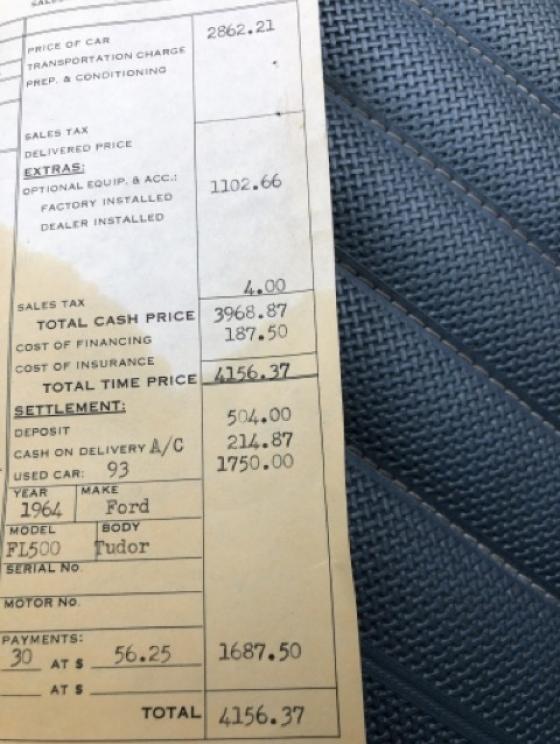 PRICE OF CAR 2862.21
TRANSPORTATION CHARGE
PREP. & CONDITIONING
SALES TAX
DELIVERED PRICE
EXTRAS:
OPTIONAL EQUIP. & ACC.: 1102.66
FACTORY INSTALLED
DEALER INSTALLED
SALES TAX 4.00
TOTAL CASH PRICE 3968.87
COST OF FINANCING 187.50
COST OF INSURANCE
TOTAL TIME PRICE 4156.37
SETTLEMENT:
DEPOSIT 504.00
CASH ON DELIVERY A/C 214.87
USED CAR: 93 1750.00
YEAR MAKE
1964 Ford
MODEL BODY
FL500 Tudor
SERIAL No.
MOTOR No.
PAYMENTS:
30 AT $ 56.25 1687.50
AT $
TOTAL 4156.37